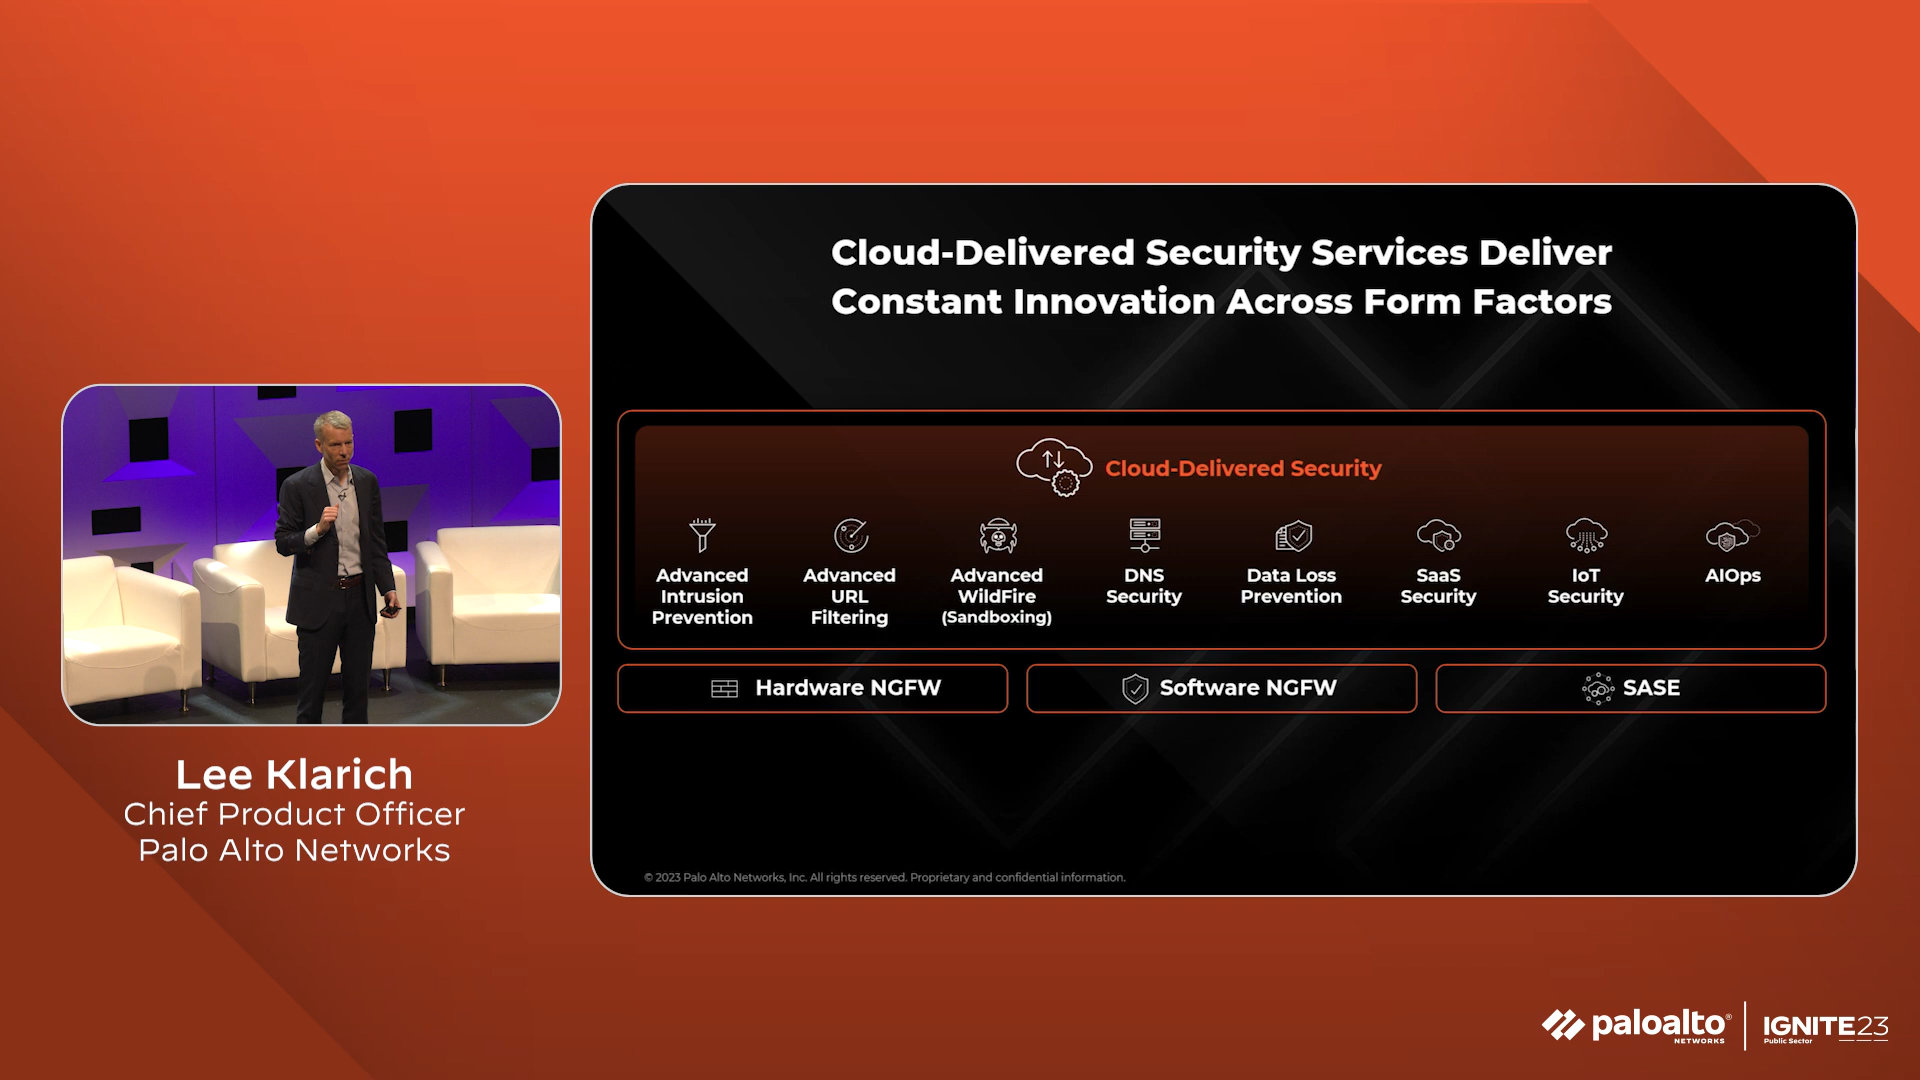 Cloud-Delivered Security Services Deliver
Constant Innovation Across Form Factors
Cloud-Delivered Security
Advanced
Intrusion
Prevention
Advanced
URL
Filtering
Advanced
WildFire
(Sandboxing)
DNS
Security
Data Loss
Prevention
SaaS
Security
IoT
Security
AIOps
Hardware NGFW
Software NGFW
SASE
© 2023 Palo Alto Networks, Inc. All rights reserved. Proprietary and confidential information.
Lee Klarich
Chief Product Officer
Palo Alto Networks
paloalto®
NETWORKS
IGNITE23
Public Sector